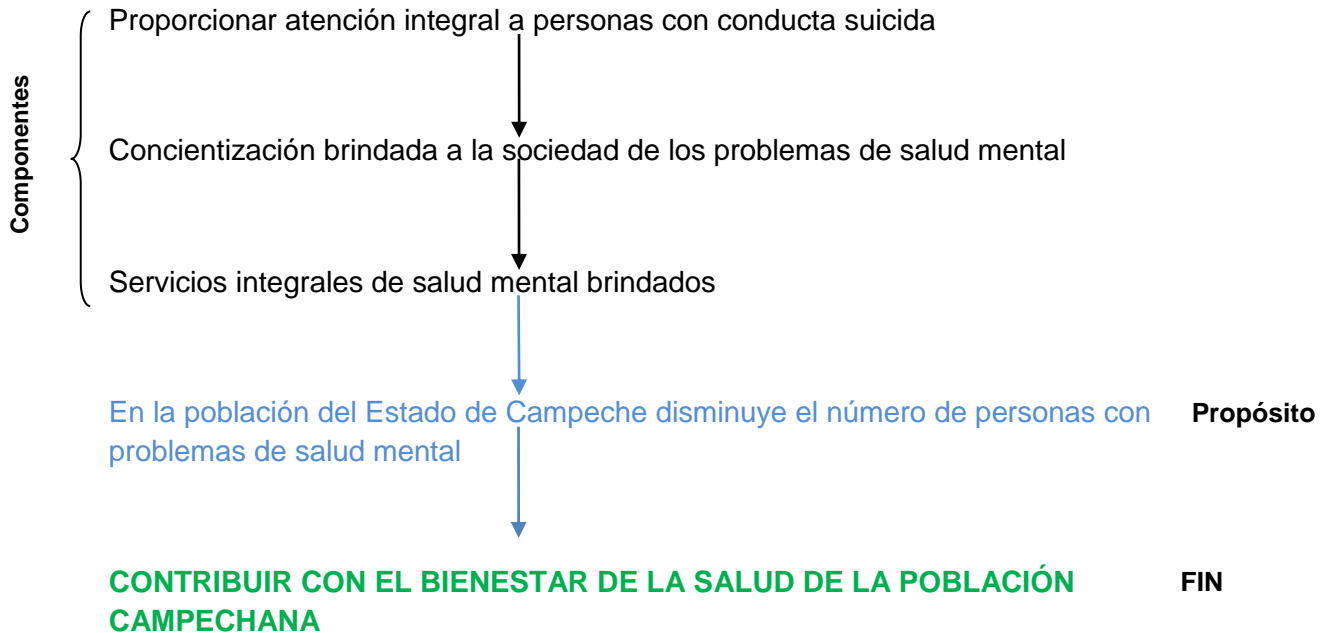 Componentes
Proporcionar atención integral a personas con conducta suicida
Concientización brindada a la sociedad de los problemas de salud mental
Servicios integrales de salud mental brindados
En la población del Estado de Campeche disminuye el número de personas con
problemas de salud mental
Propósito
CONTRIBUIR CON EL BIENESTAR DE LA SALUD DE LA POBLACIÓN
CAMPECHANA
FIN